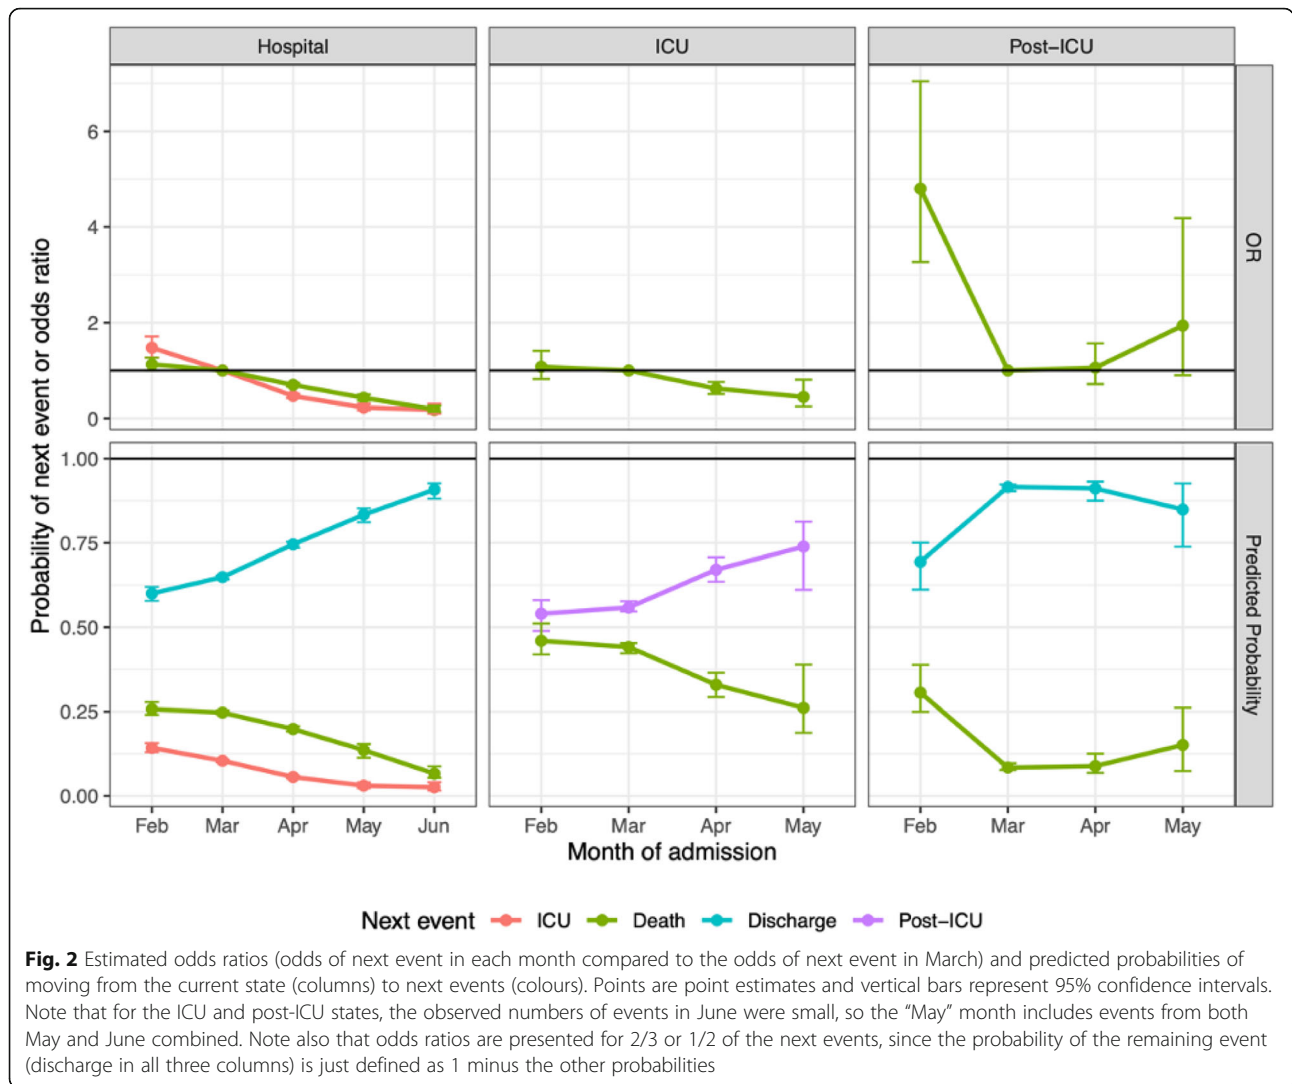 Hospital
ICU
Post-ICU
Probability of next event or odds ratio
6
4
2
0
OR
1.00
0.75
0.50
0.25
0.00
Predicted Probability
Feb Mar Apr May Jun
Feb Mar Apr May
Feb Mar Apr May
Month of admission
Next event ICU Death Discharge Post-ICU
Fig. 2 Estimated odds ratios (odds of next event in each month compared to the odds of next event in March) and predicted probabilities of
moving from the current state (columns) to next events (colours). Points are point estimates and vertical bars represent 95% confidence intervals.
Note that for the ICU and post-ICU states, the observed numbers of events in June were small, so the “May” month includes events from both
May and June combined. Note also that odds ratios are presented for 2/3 or 1/2 of the next events, since the probability of the remaining event
(discharge in all three columns) is just defined as 1 minus the other probabilities